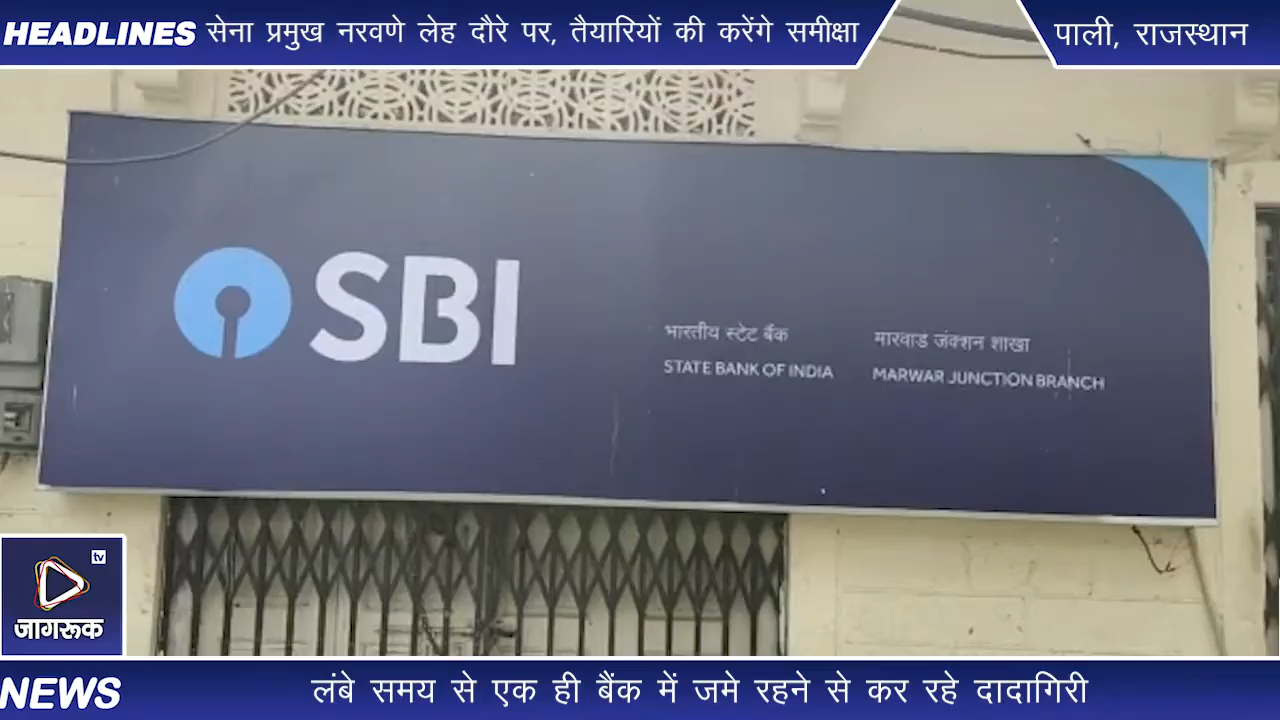 HEADLINES सेना प्रमुख नरवणे लेह दौरे पर, तैयारियों की करेंगे समीक्षा
पाली, राजस्थान
SBI
भारतीय स्टेट बैंक
STATE BANK OF INDIA
मारवाड जंक्शन शाखा
MARWAR JUNCTION BRANCH
tv
जागरूक
NEWS लंबे समय से एक ही बैंक में जमे रहने से कर रहे दादागिरी